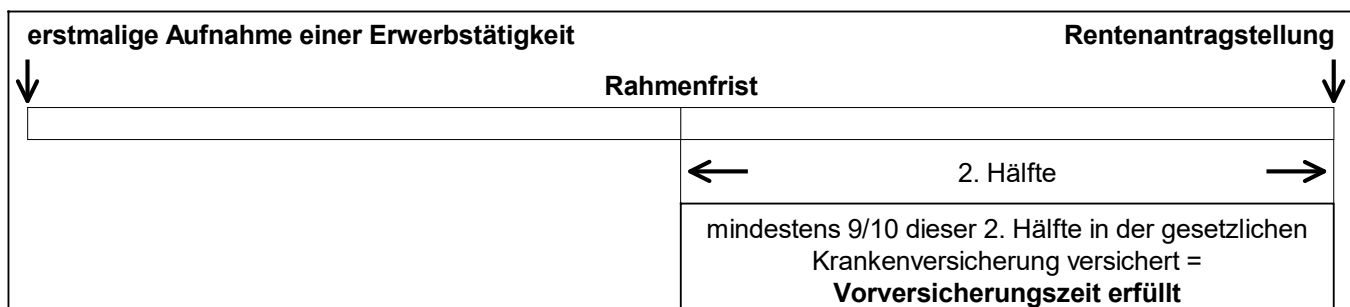 erstmalige Aufnahme einer Erwerbstätigkeit
Rentenantragstellung
Rahmenfrist
2. Hälfte
mindestens 9/10 dieser 2. Hälfte in der gesetzlichen
Krankenversicherung versichert =
Vorversicherungszeit erfüllt